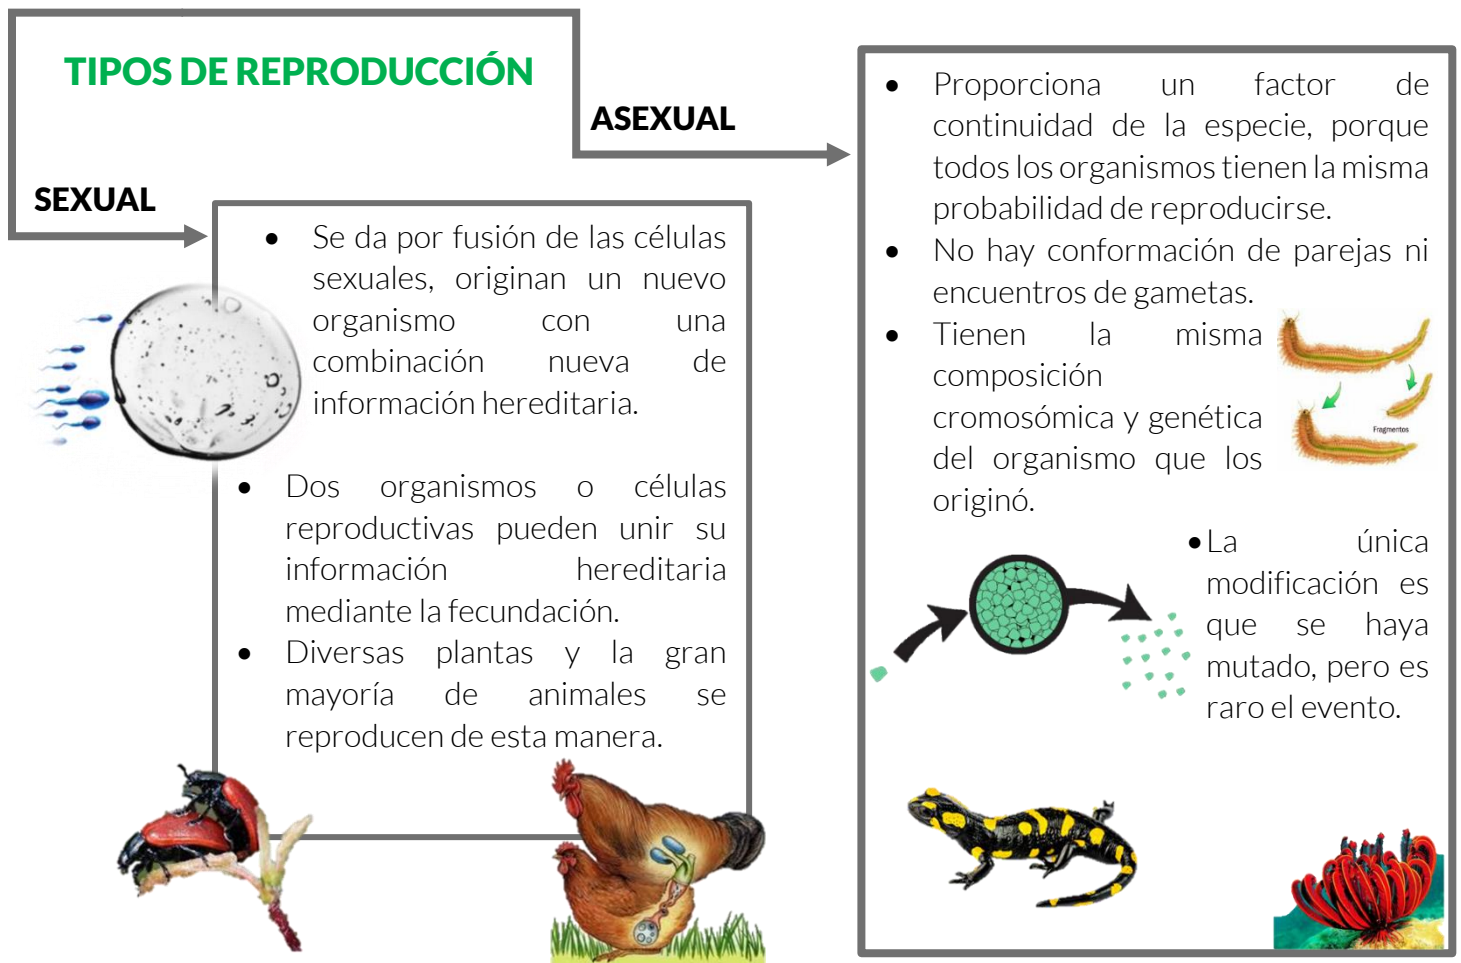 TIPOS DE REPRODUCCIÓN
ASEXUAL
SEXUAL
• Se da por fusión de las células
sexuales, originan un nuevo
organismo con una
combinación nueva de
información hereditaria.
• Dos organismos o células
reproductivas pueden unir su
información hereditaria
mediante la fecundación.
• Diversas plantas y la gran
mayoría de animales se
reproducen de esta manera.
• Proporciona un factor de
continuidad de la especie, porque
todos los organismos tienen la misma
probabilidad de reproducirse.
• No hay conformación de parejas ni
encuentros de gametas.
• Tienen la misma
composición
cromosómica y genética
del organismo que los
originó.
Fragmentos
• La única
modificación es
que se haya
mutado, pero es
raro el evento.